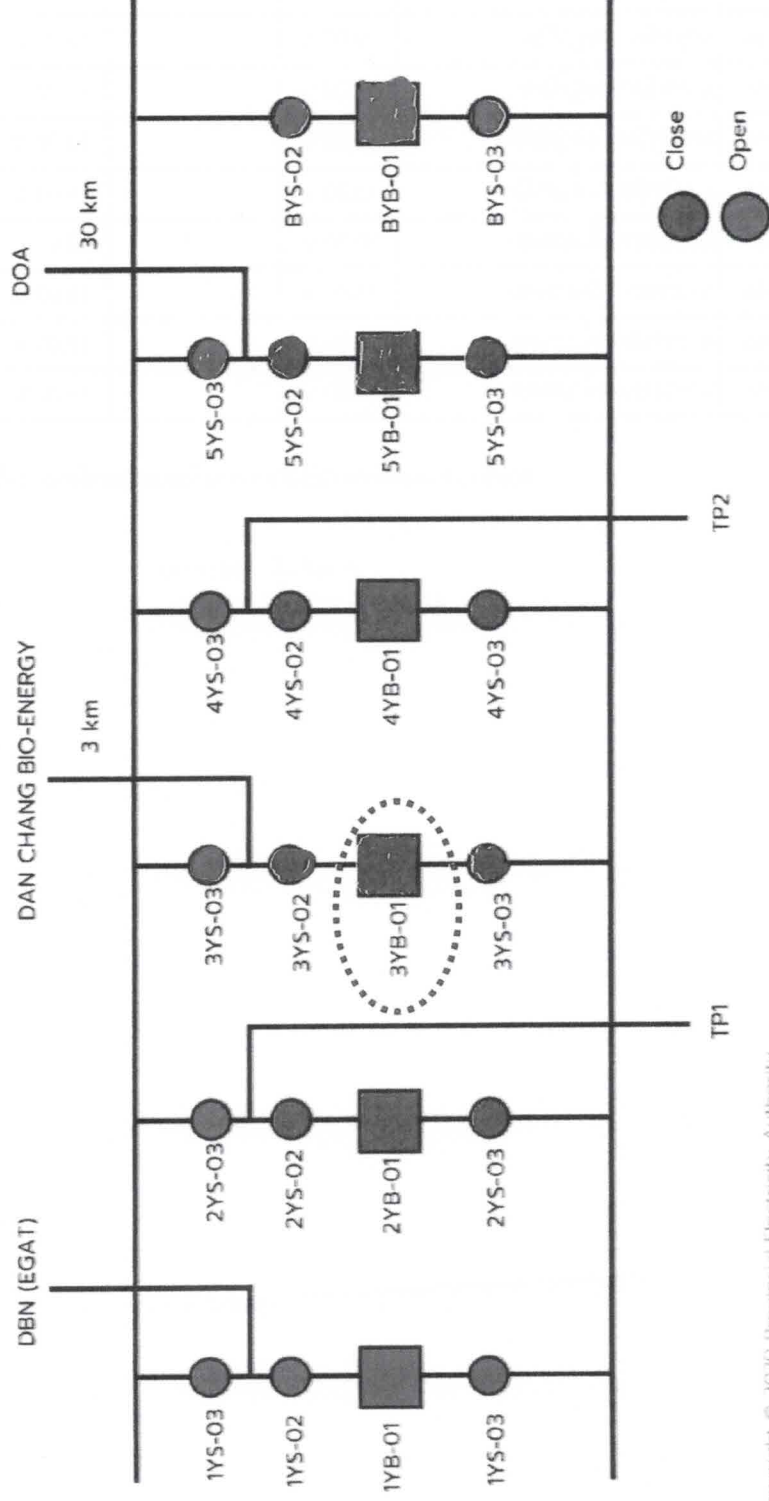 DBN (EGAT)
DAN CHANG BIO-ENERGY
3 km
DOA
30 km
1YS-03
1YS-02
1YB-01
1YS-03
2YS-03
2YS-02
2YB-01
2YS-03
TP1
3YS-03
3YS-02
3YB-01
3YS-03
4YS-03
4YS-02
4YB-01
4YS-03
TP2
5YS-03
5YS-02
5YB-01
5YS-03
BYS-02
BYB-01
BYS-03
Close
Open
Provincial Electricity Authority